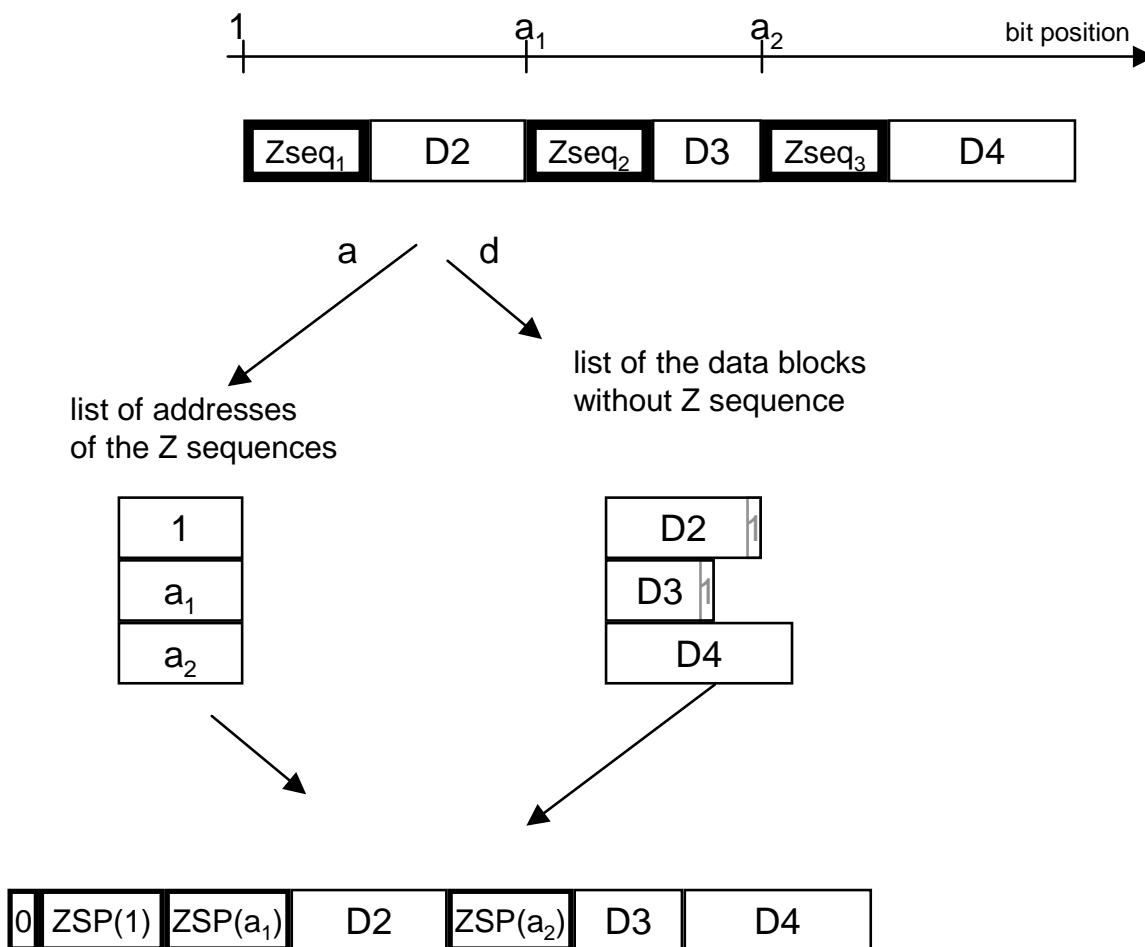 1 a₁ a₂ bit position
Zseq₁ D2 Zseq₂ D3 Zseq₃ D4
a d
list of the data blocks
without Z sequence
list of addresses
of the Z sequences
1
a₁
a₂
D2 1
D3 1
D4
0 ZSP(1) ZSP(a₁) D2 ZSP(a₂) D3 D4